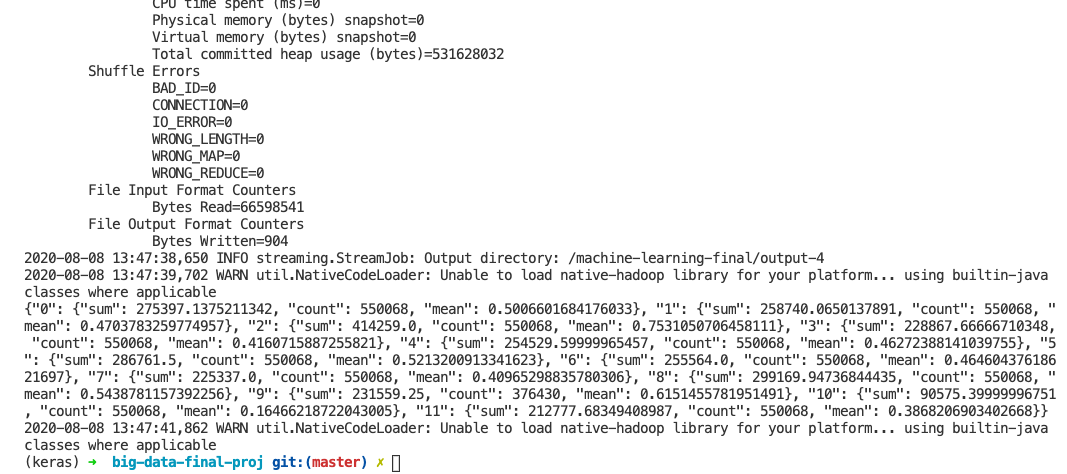 CPU time spent (ms)=0
Physical memory (bytes) snapshot=0
Virtual memory (bytes) snapshot=0
Total committed heap usage (bytes)=531628032
Shuffle Errors
BAD_ID=0
CONNECTION=0
IO_ERROR=0
WRONG_LENGTH=0
WRONG_MAP=0
WRONG_REDUCE=0
File Input Format Counters
Bytes Read=66598541
File Output Format Counters
Bytes Written=904
2020-08-08 13:47:38,650 INFO streaming.StreamJob: Output directory: /machine-learning-final/output-4
2020-08-08 13:47:39,702 WARN util.NativeCodeLoader: Unable to load native-hadoop library for your platform... using builtin-java
classes where applicable
{"0": {"sum": 275397.1375211342, "count": 550068, "mean": 0.5006601684176033}, "1": {"sum": 258740.0650137891, "count": 550068, "
mean": 0.4703783259774957}, "2": {"sum": 414259.0, "count": 550068, "mean": 0.7531050706458111}, "3": {"sum": 228867.66666710348,
"count": 550068, "mean": 0.4160715887255821}, "4": {"sum": 254529.59999965457, "count": 550068, "mean": 0.46272388141039755}, "5
": {"sum": 286761.5, "count": 550068, "mean": 0.5213200913341623}, "6": {"sum": 255564.0, "count": 550068, "mean": 0.464604376186
21697}, "7": {"sum": 225337.0, "count": 550068, "mean": 0.40965298835780306}, "8": {"sum": 299169.94736844435, "count": 550068, "
mean": 0.5438781157392256}, "9": {"sum": 231559.25, "count": 376430, "mean": 0.6151455781951491}, "10": {"sum": 90575.39999996751
, "count": 550068, "mean": 0.16466218722043005}, "11": {"sum": 212777.68349408987, "count": 550068, "mean": 0.3868206903402668}}
2020-08-08 13:47:41,862 WARN util.NativeCodeLoader: Unable to load native-hadoop library for your platform... using builtin-java
classes where applicable
(keras) ➜ big-data-final-proj git:(master) ✗